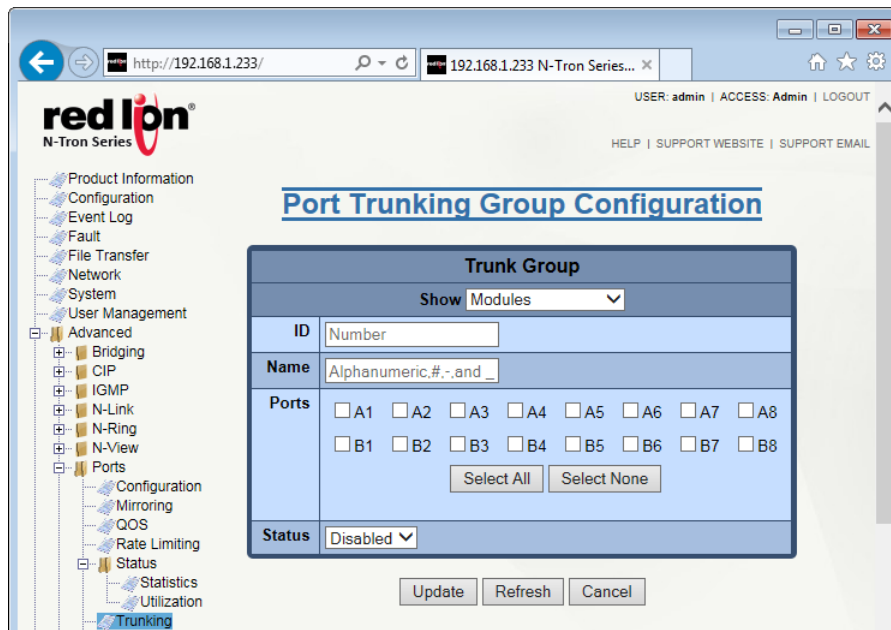 http://192.168.1.233/
192.168.1.233 N-Tron Series...
USER: admin | ACCESS: Admin | LOGOUT
red lion®
N-Tron Series
HELP | SUPPORT WEBSITE | SUPPORT EMAIL
Product Information
Configuration
Event Log
Fault
File Transfer
Network
System
User Management
Advanced
Bridging
CIP
IGMP
N-Link
N-Ring
N-View
Ports
Configuration
Mirroring
QOS
Rate Limiting
Status
Statistics
Utilization
Trunking
Port Trunking Group Configuration
Trunk Group
Show Modules
ID Number
Name Alphanumeric,#,-,and _
Ports A1 A2 A3 A4 A5 A6 A7 A8
B1 B2 B3 B4 B5 B6 B7 B8
Select All Select None
Status Disabled
Update Refresh Cancel